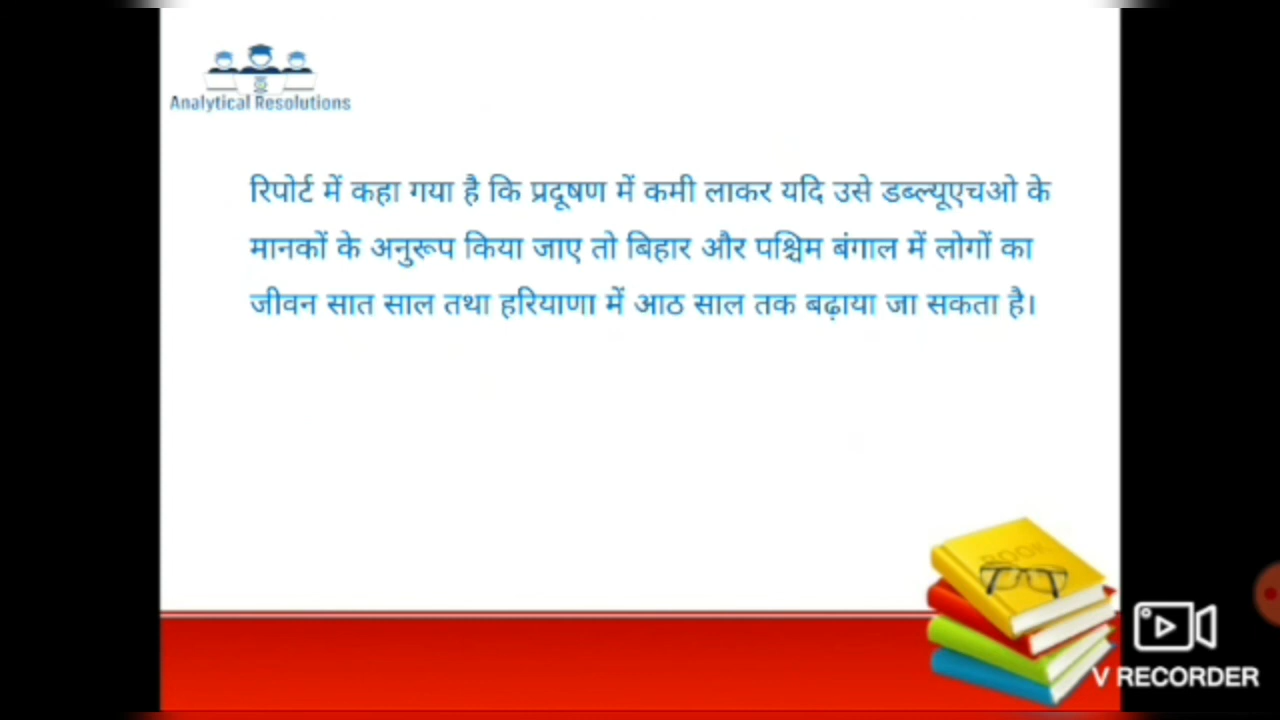 Analytical Resolutions
रिपोर्ट में कहा गया है कि प्रदूषण में कमी लाकर यदि उसे डब्ल्यूएचओ के
मानकों के अनुरूप किया जाए तो बिहार और पश्चिम बंगाल में लोगों का
जीवन सात साल तथा हरियाणा में आठ साल तक बढ़ाया जा सकता है।
BOOK
V RECORDER